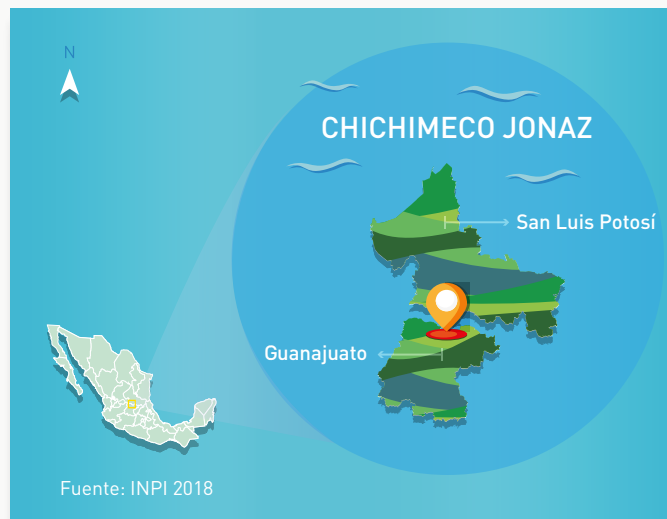 N
CHICHIMECO JONAZ
San Luis Potosí
Guanajuato
Fuente: INPI 2018